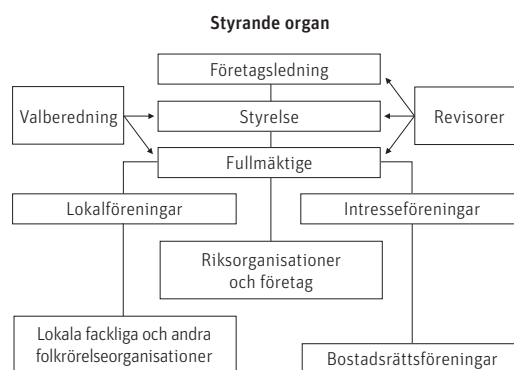 Styrande organ
Företagsledning
Valberedning
Styrelse
Revisorer
Fullmäktige
Lokalföreningar
Intresseföreningar
Riksorganisationer
och företag
Lokala fackliga och andra
folkrörelseorganisationer
Bostadsrättsföreningar